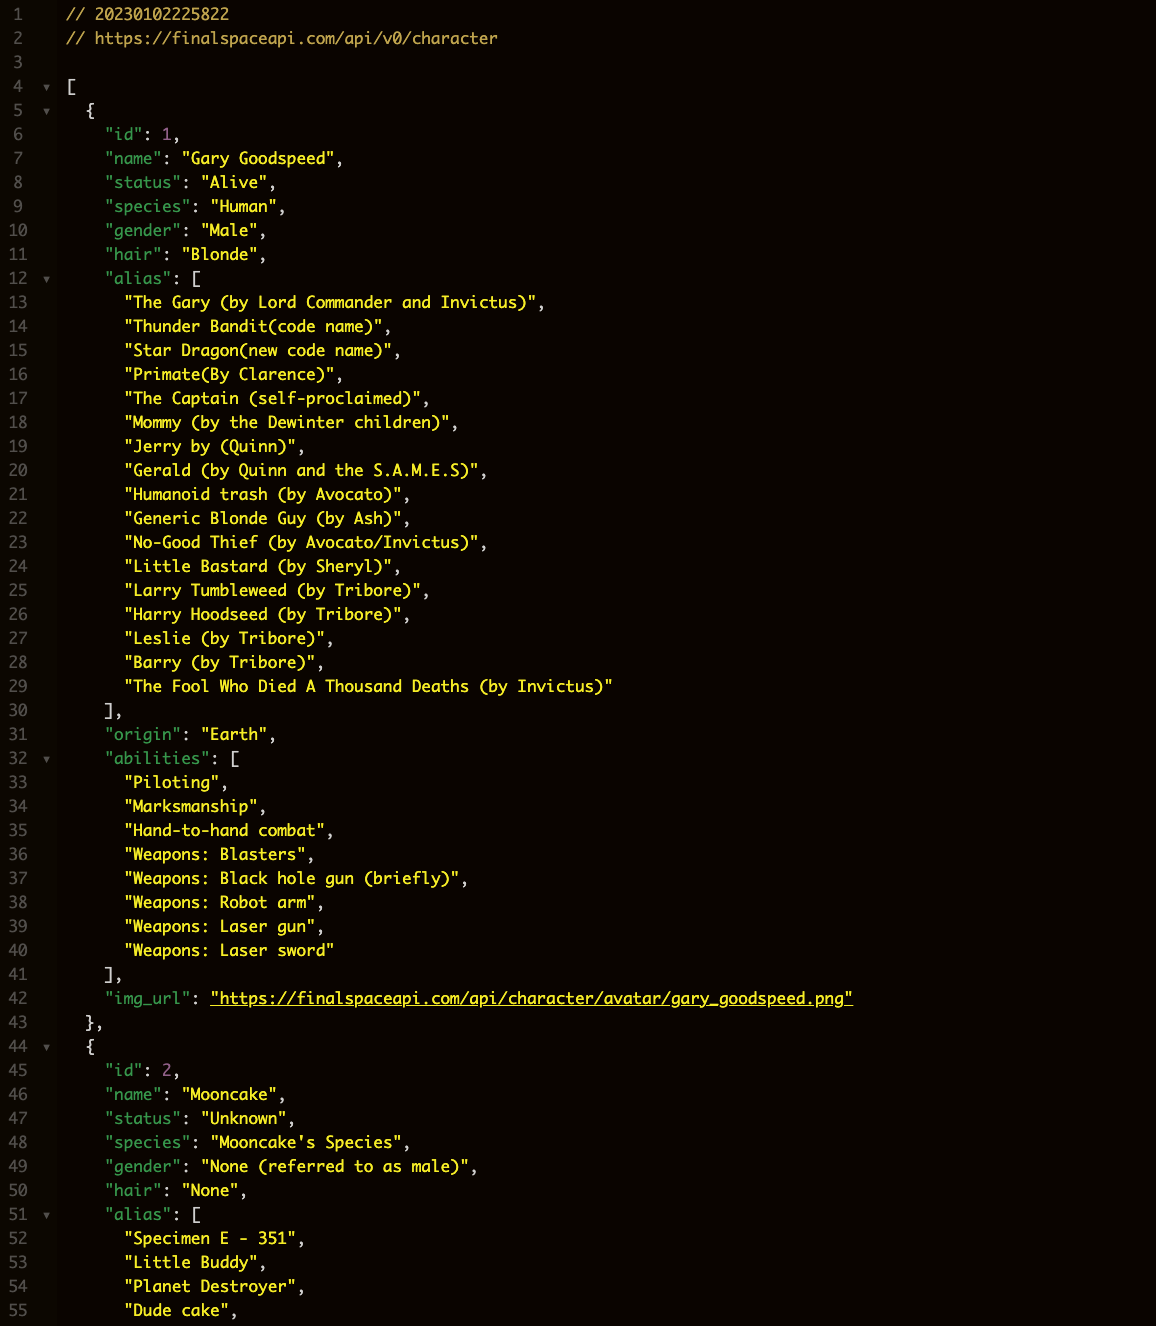 1 // 20230102225822
2 // https://finalspaceapi.com/api/v0/character
3
4 [
5 {
6 "id": 1,
7 "name": "Gary Goodspeed",
8 "status": "Alive",
9 "species": "Human",
10 "gender": "Male",
11 "hair": "Blonde",
12 "alias": [
13 "The Gary (by Lord Commander and Invictus)",
14 "Thunder Bandit(code name)",
15 "Star Dragon(new code name)",
16 "Primate(By Clarence)",
17 "The Captain (self-proclaimed)",
18 "Mommy (by the Dewinter children)",
19 "Jerry by (Quinn)",
20 "Gerald (by Quinn and the S.A.M.E.S)",
21 "Humanoid trash (by Avocato)",
22 "Generic Blonde Guy (by Ash)",
23 "No-Good Thief (by Avocato/Invictus)",
24 "Little Bastard (by Sheryl)",
25 "Larry Tumbleweed (by Tribore)",
26 "Harry Hoodseed (by Tribore)",
27 "Leslie (by Tribore)",
28 "Barry (by Tribore)",
29 "The Fool Who Died A Thousand Deaths (by Invictus)"
30 ],
31 "origin": "Earth",
32 "abilities": [
33 "Piloting",
34 "Marksmanship",
35 "Hand-to-hand combat",
36 "Weapons: Blasters",
37 "Weapons: Black hole gun (briefly)",
38 "Weapons: Robot arm",
39 "Weapons: Laser gun",
40 "Weapons: Laser sword"
41 ],
42 "img_url": "https://finalspaceapi.com/api/character/avatar/gary_goodspeed.png"
43 },
44 {
45 "id": 2,
46 "name": "Mooncake",
47 "status": "Unknown",
48 "species": "Mooncake's Species",
49 "gender": "None (referred to as male)",
50 "hair": "None",
51 "alias": [
52 "Specimen E - 351",
53 "Little Buddy",
54 "Planet Destroyer",
55 "Dude cake",